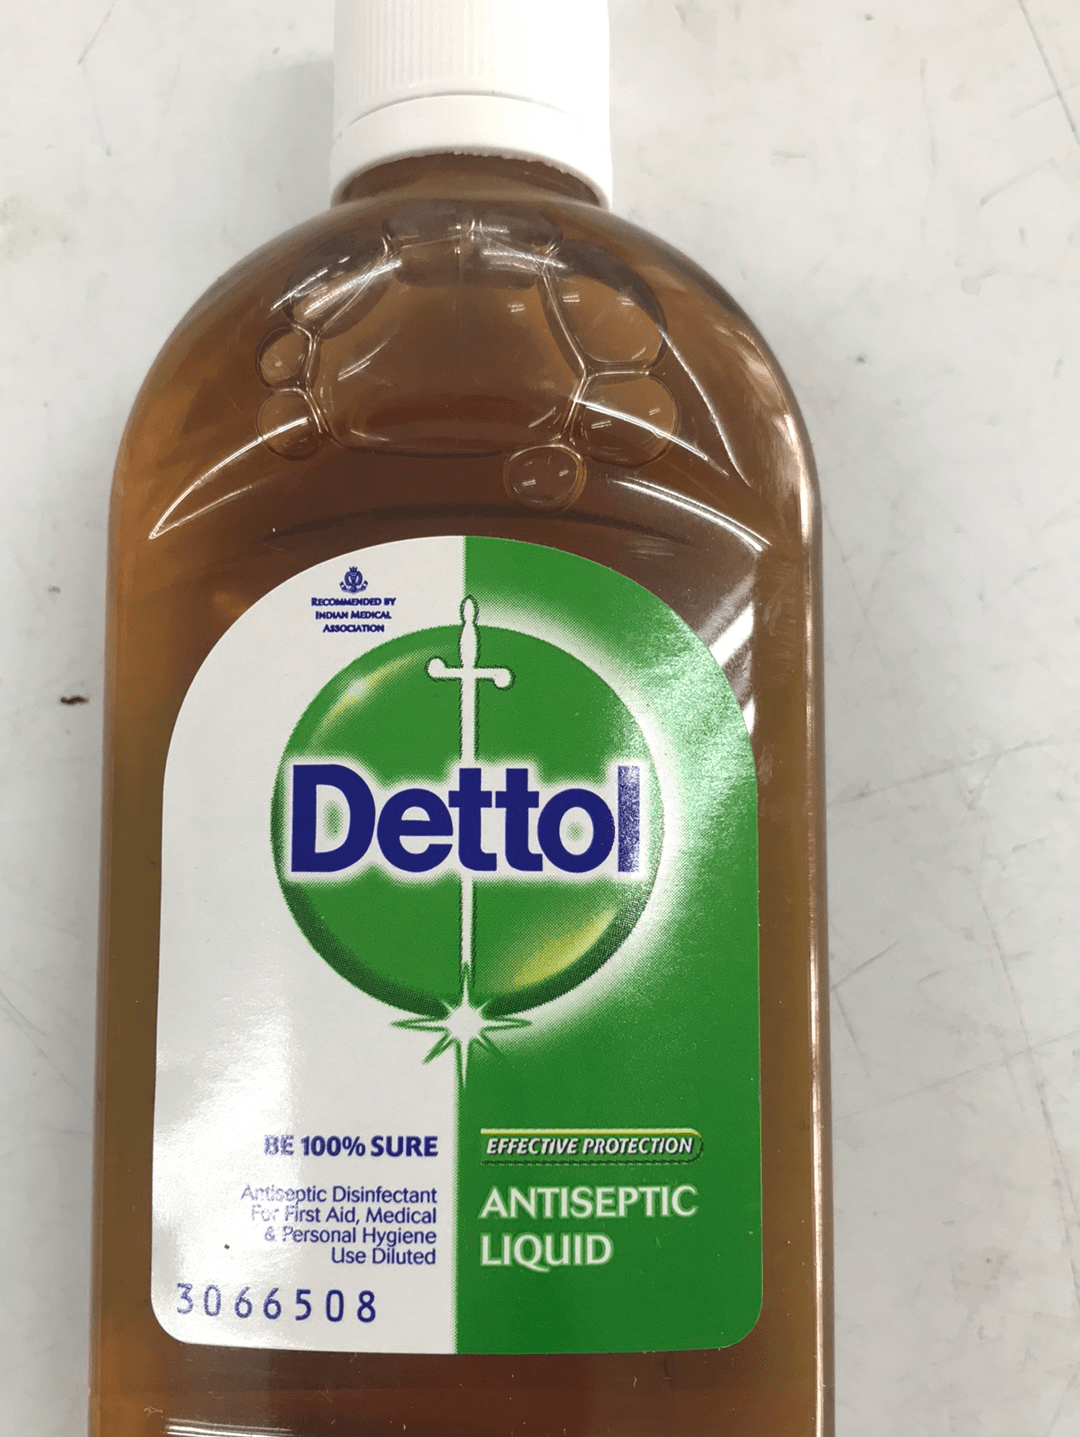 RECOMMENDED BY
INDIAN MEDICAL
ASSOCIATION
Dettol
BE 100% SURE
Antiseptic Disinfectant
For First Aid, Medical
& Personal Hygiene
Use Diluted
3066508
EFFECTIVE PROTECTION
ANTISEPTIC
LIQUID